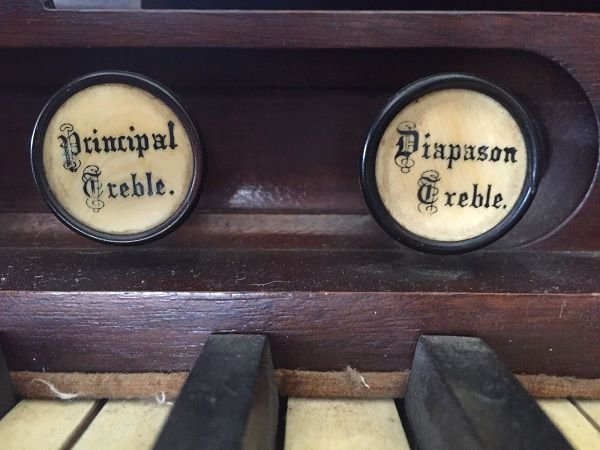 Principal
Treble.
Diapason
Treble.